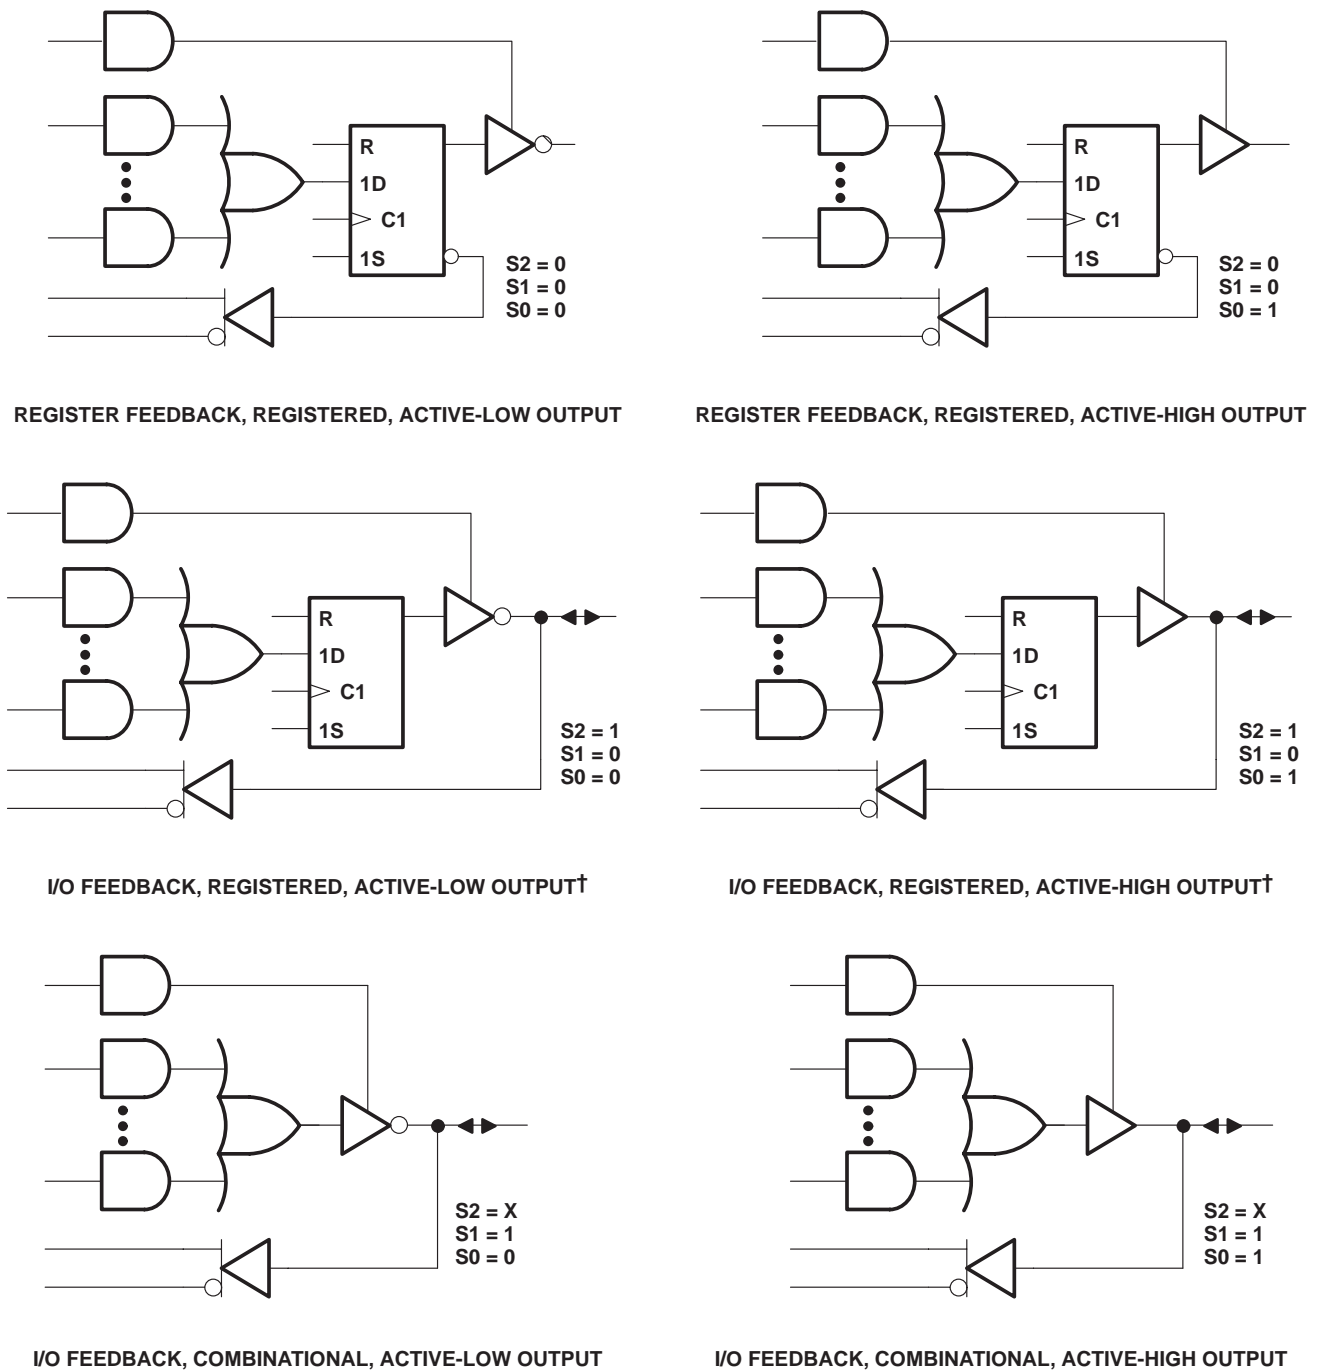 R
1D
C1
1S
S2 = 0
S1 = 0
S0 = 0
REGISTER FEEDBACK, REGISTERED, ACTIVE-LOW OUTPUT
R
1D
C1
1S
S2 = 0
S1 = 0
S0 = 1
REGISTER FEEDBACK, REGISTERED, ACTIVE-HIGH OUTPUT
R
1D
C1
1S
S2 = 1
S1 = 0
S0 = 0
I/O FEEDBACK, REGISTERED, ACTIVE-LOW OUTPUT†
R
1D
C1
1S
S2 = 1
S1 = 0
S0 = 1
I/O FEEDBACK, REGISTERED, ACTIVE-HIGH OUTPUT†
S2 = X
S1 = 1
S0 = 0
I/O FEEDBACK, COMBINATIONAL, ACTIVE-LOW OUTPUT
S2 = X
S1 = 1
S0 = 1
I/O FEEDBACK, COMBINATIONAL, ACTIVE-HIGH OUTPUT